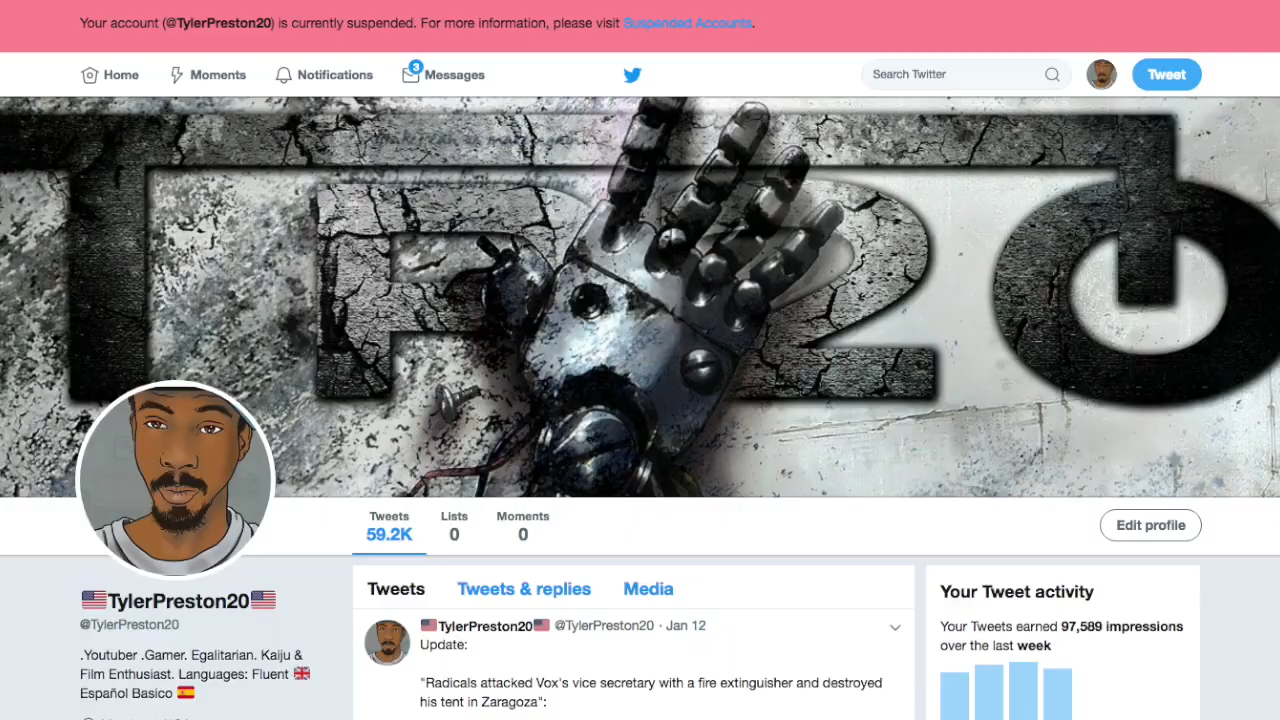 Your account (@TylerPreston20) is currently suspended. For more information, please visit Suspended Accounts.
Home
Moments
Notifications
3
Messages
Search Twitter
Tweet
TP20
Tweets
59.2K
Lists
0
Moments
0
Edit profile
TylerPreston20
@TylerPreston20
.Youtuber .Gamer. Egalitarian. Kaiju &
Film Enthusiast. Languages: Fluent 🇬🇧
Español Basico 🇪🇸
Tweets
Tweets & replies
Media
🇺🇸TylerPreston20🇺🇸 @TylerPreston20 · Jan 12
Update:
"Radicals attacked Vox's vice secretary with a fire extinguisher and destroyed
his tent in Zaragoza":
Your Tweet activity
Your Tweets earned 97,589 impressions
over the last week